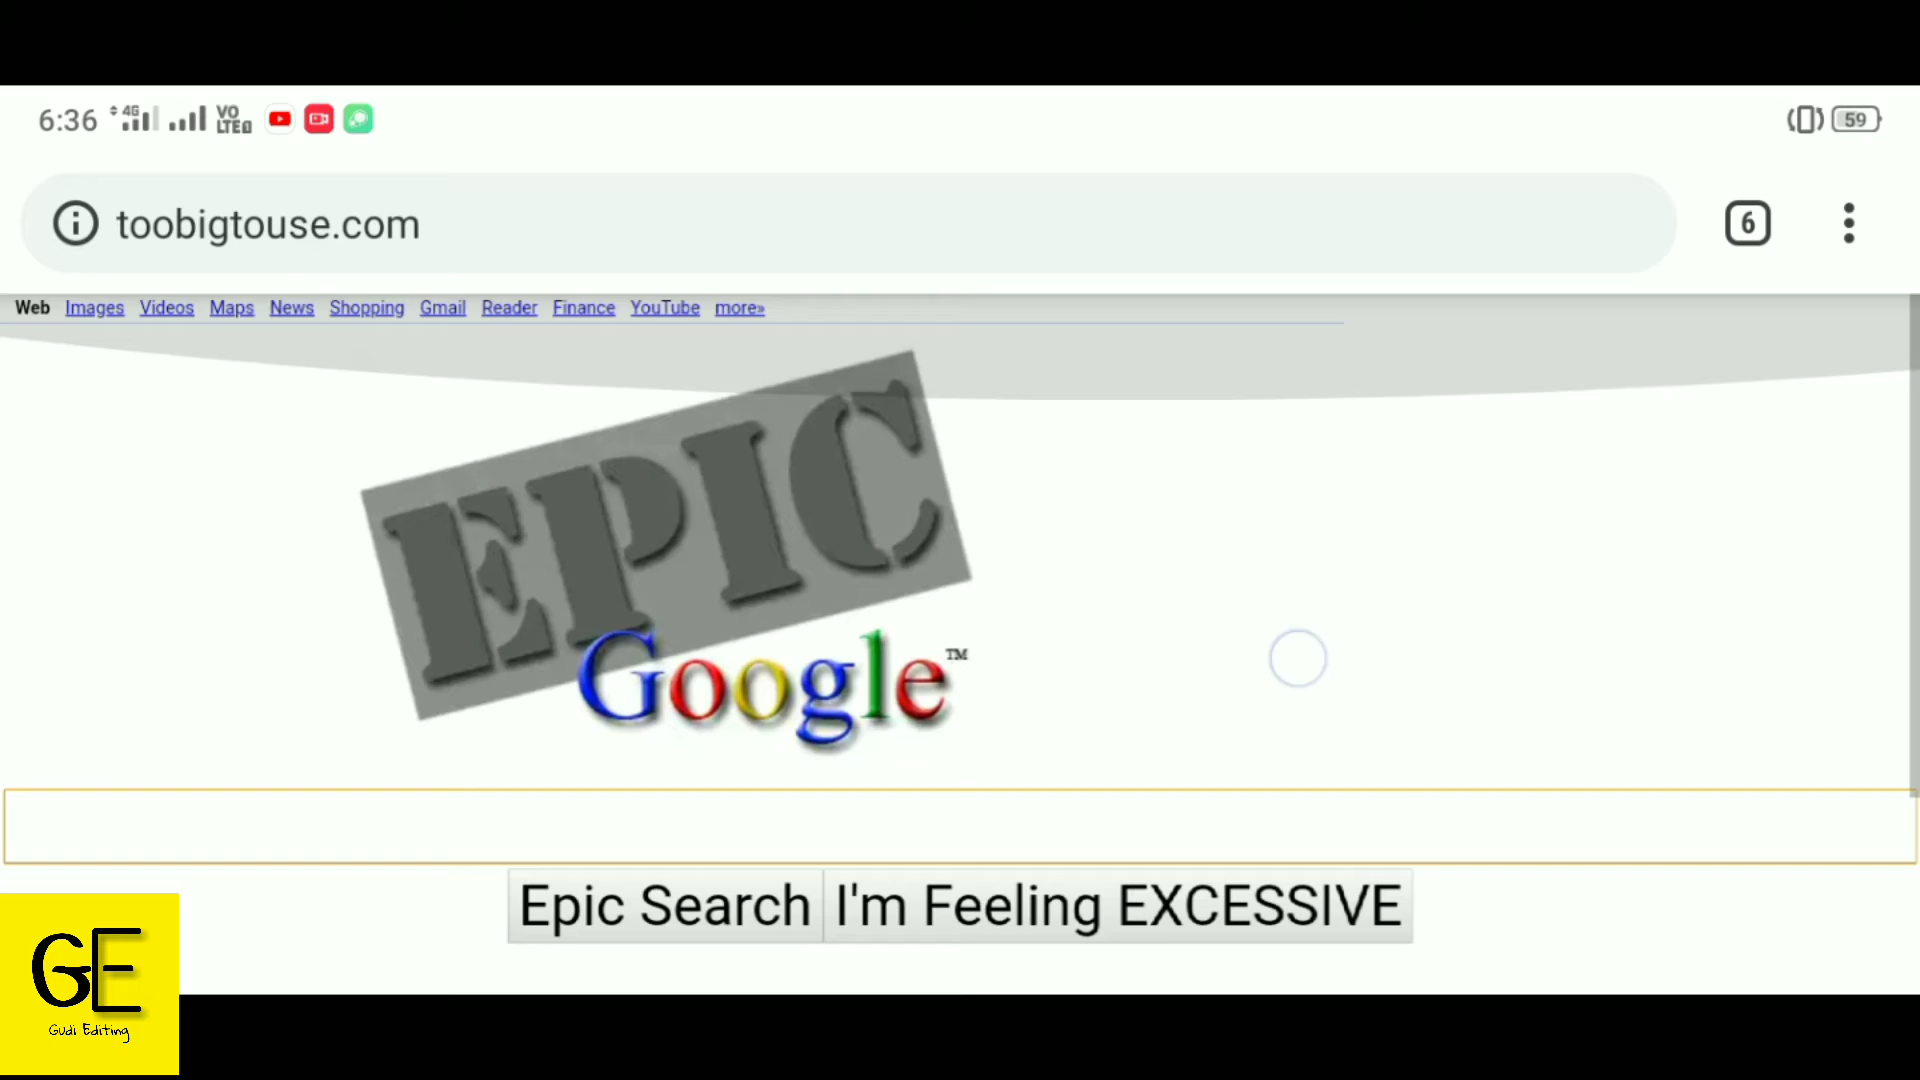 6:36 4G VO LTE 59
toobigtouse.com 6
Web Images Videos Maps News Shopping Gmail Reader Finance YouTube more»
EPIC
Google™
Epic Search I'm Feeling EXCESSIVE
GE
Gudi Editing